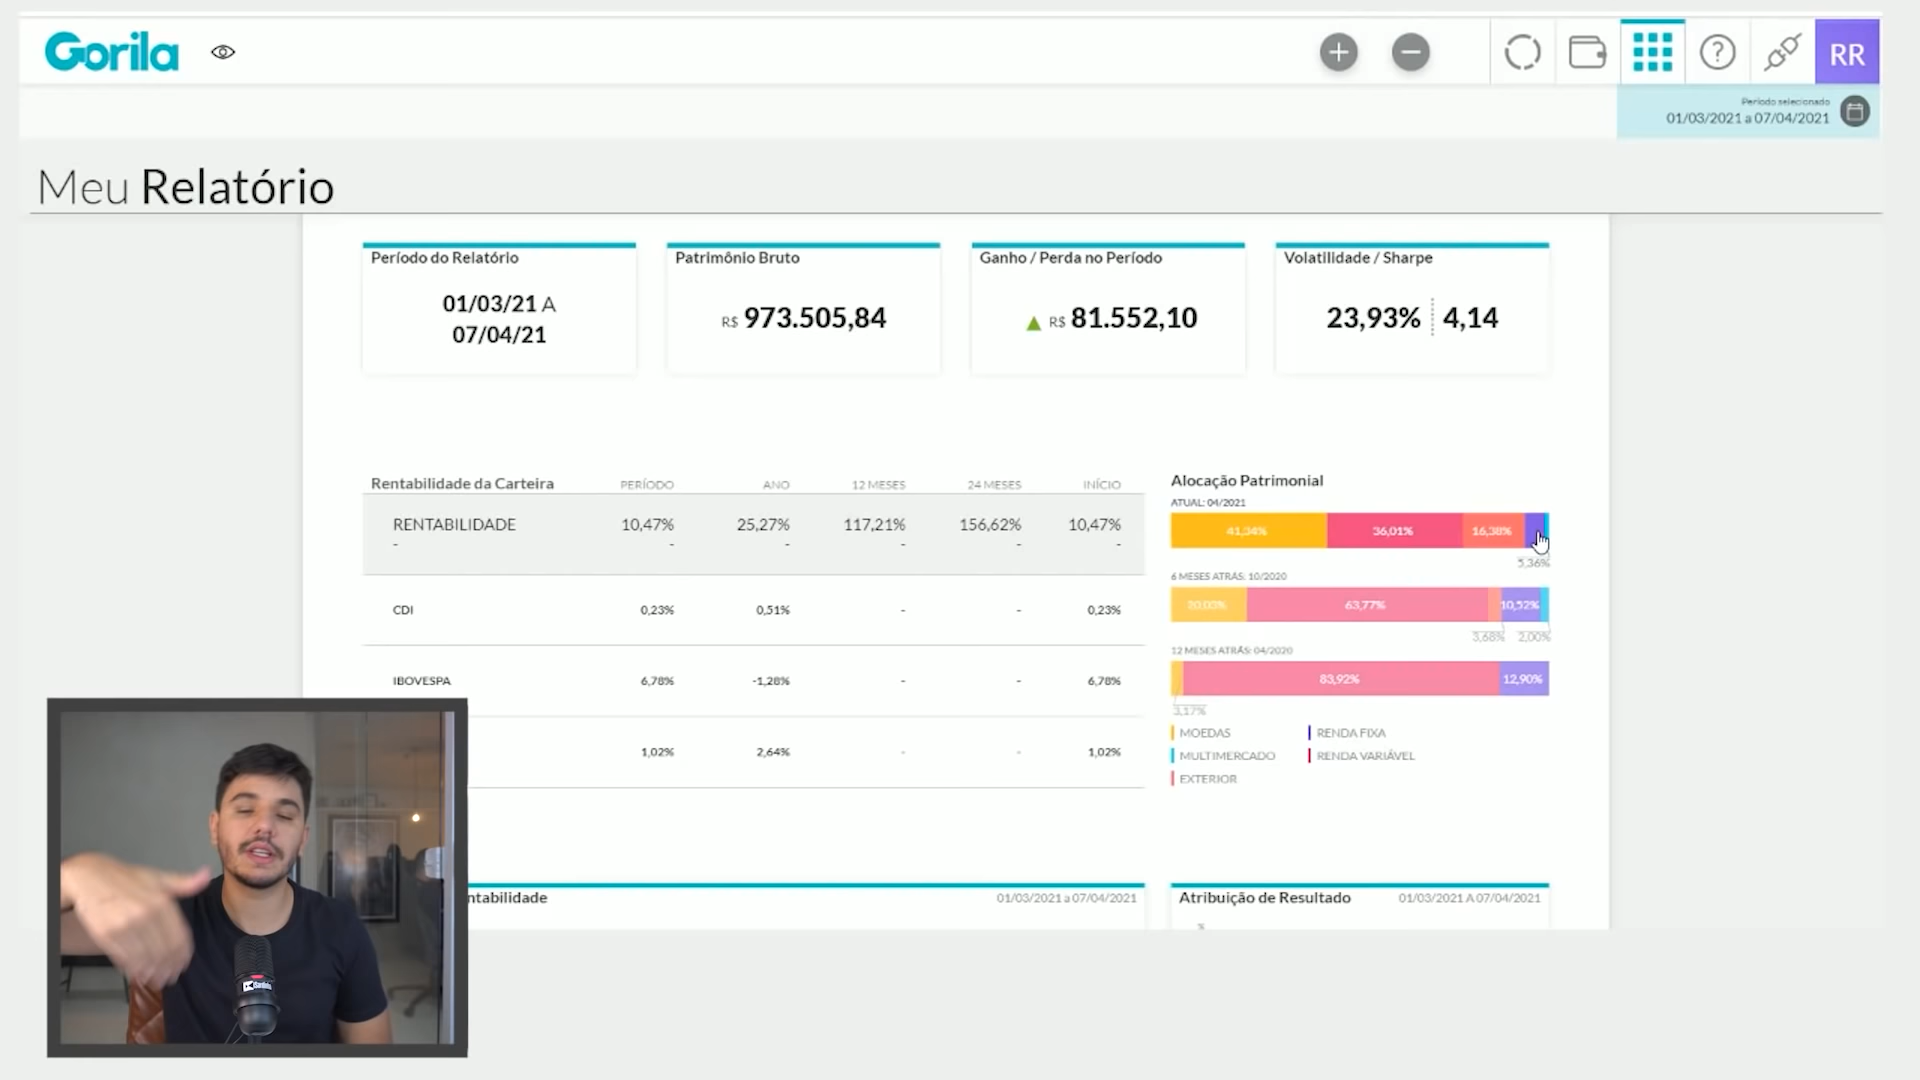 Gorila
RR
Período selecionado
01/03/2021 a 07/04/2021
Meu Relatório
Período do Relatório
01/03/21 A
07/04/21
Patrimônio Bruto
R$ 973.505,84
Ganho / Perda no Período
R$ 81.552,10
Volatilidade / Sharpe
23,93% 4,14
Rentabilidade da Carteira PERÍODO ANO 12 MESES 24 MESES INÍCIO
RENTABILIDADE 10,47% 25,27% 117,21% 156,62% 10,47%
- - - - - -
CDI 0,23% 0,51% - - 0,23%
IBOVESPA 6,78% -1,28% - - 6,78%
1,02% 2,64% - - 1,02%
Alocação Patrimonial
ATUAL: 04/2021
41,34% 36,01% 16,38%
5,36%
6 MESES ATRÁS: 10/2020
20,03% 63,77% 10,52%
3,68% 2,00%
12 MESES ATRÁS: 04/2020
83,92% 12,90%
3,17%
MOEDAS RENDA FIXA
MULTIMERCADO RENDA VARIÁVEL
EXTERIOR
ntabilidade 01/03/2021 a 07/04/2021
Atribuição de Resultado 01/03/2021 A 07/04/2021